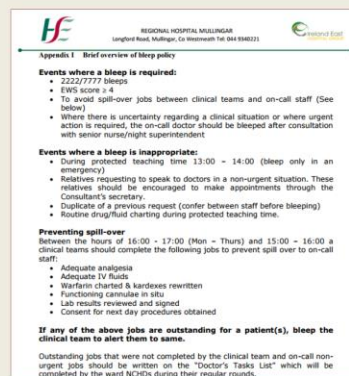 REGIONAL HOSPITAL MULLINGAR
Longford Road, Mullingar, Co Westmeath Tel: 044 9340221
Ireland East
Appendix 1 Brief overview of bleep policy
Events where a bleep is required:
• 2222/7777 bleeps
• EWS score ≥ 4
• To avoid spill-over jobs between clinical teams and on-call staff (See
below)
• Where there is uncertainty regarding a clinical situation or where urgent
action is required, the on-call doctor should be bleeped after consultation
with senior nurse/night superintendent
Events where a bleep is inappropriate:
• During protected teaching time 13:00 – 14:00 (bleep only in an
emergency)
• Relatives requesting to speak to doctors in a non-urgent situation. These
relatives should be encouraged to make appointments through the
Consultant's secretary.
• Duplicate of a previous request (confer between staff before bleeping)
• Routine drug/fluid charting during protected teaching time.
Preventing spill-over
Between the hours of 16:00 - 17:00 (Mon – Thurs) and 15:00 – 16:00 a
clinical teams should complete the following jobs to prevent spill over to on-call
staff:
• Adequate analgesia
• Adequate IV fluids
• Warfarin charted & kardexes rewritten
• Functioning cannulae in situ
• Lab results reviewed and signed
• Consent for next day procedures obtained
If any of the above jobs are outstanding for a patient(s), bleep the
clinical team to alert them to same.
Outstanding jobs that were not completed by the clinical team and on-call non-
urgent jobs should be written on the "Doctor's Tasks List" which will be
completed by the ward NCHDs during their regular rounds.